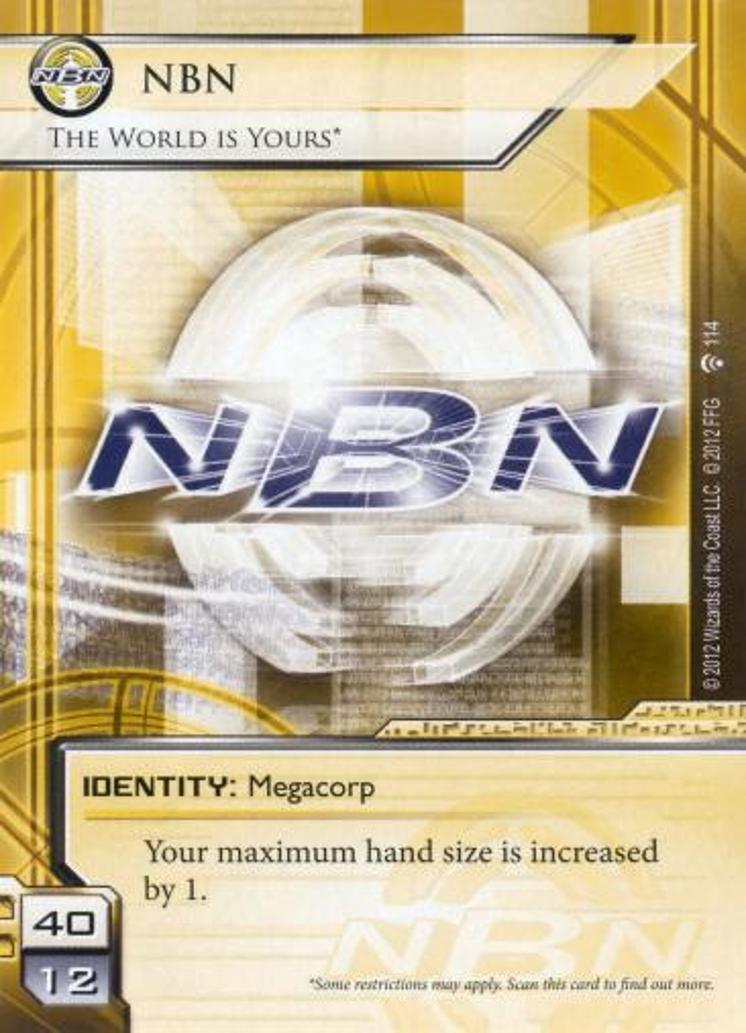 NBN
NBN
THE WORLD IS YOURS*
NBN
© 2012 Wizards of the Coast LLC © 2012 FFG 114
IDENTITY: Megacorp
Your maximum hand size is increased
by 1.
NBN
40
12
*Some restrictions may apply. Scan this card to find out more.